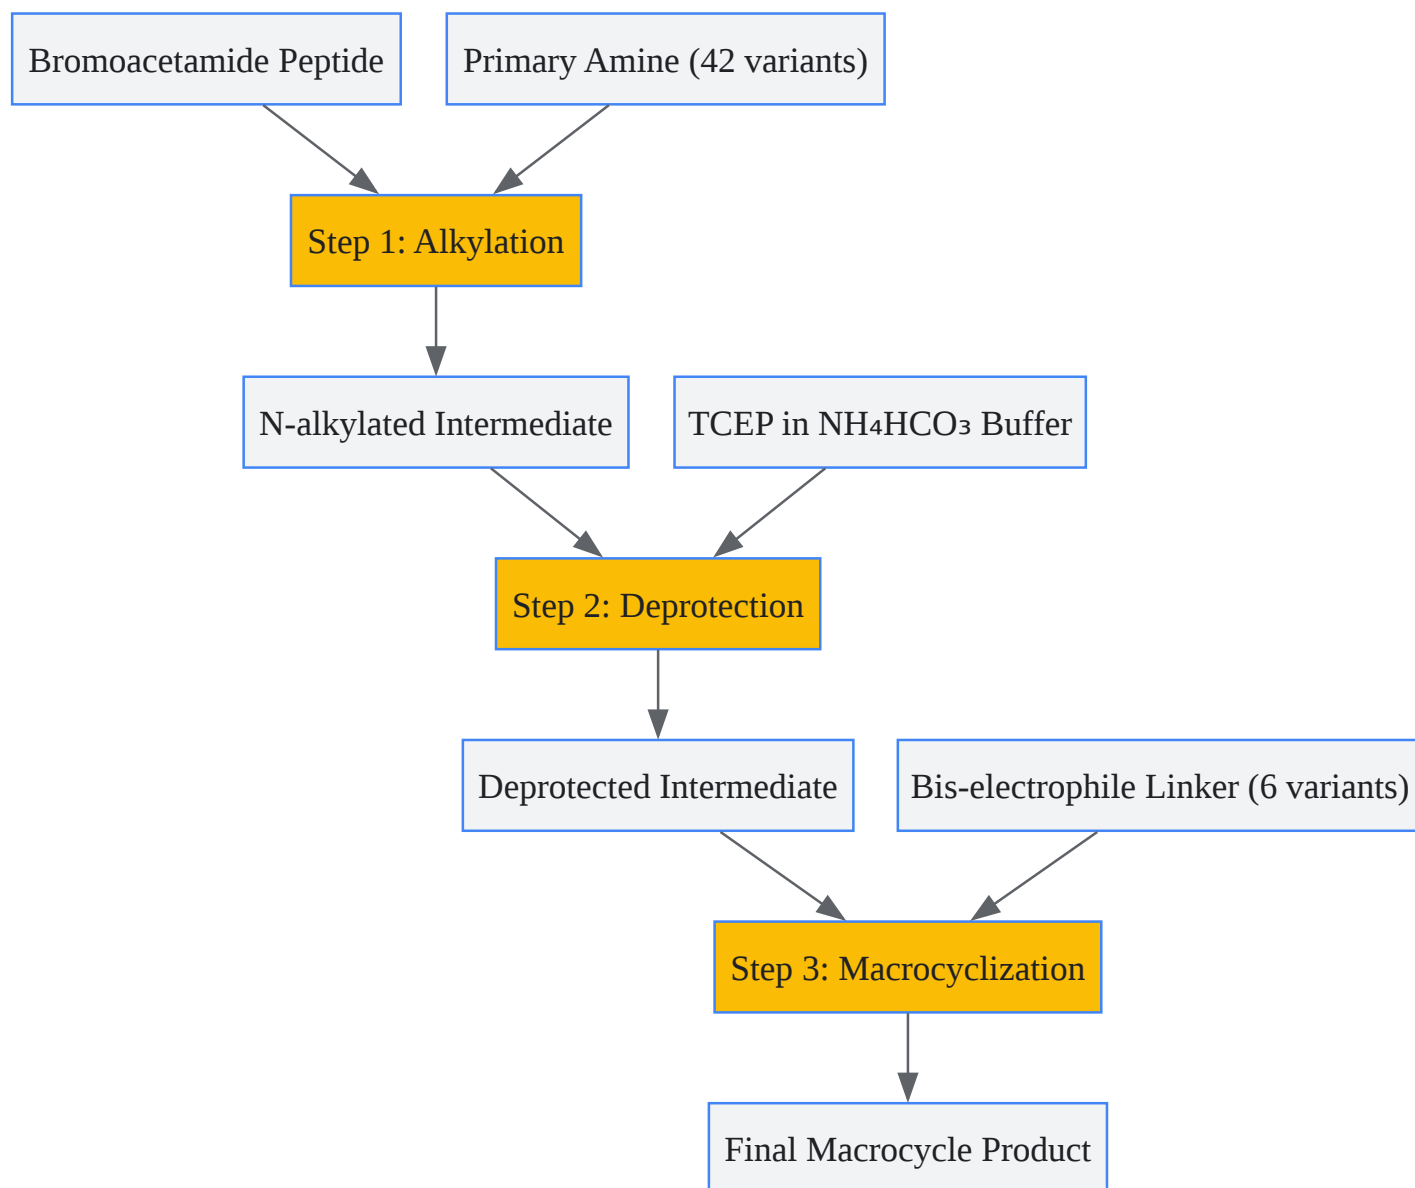 Bromoacetamide Peptide
Primary Amine (42 variants)
Step 1: Alkylation
N-alkylated Intermediate
TCEP in NH₄HCO₃ Buffer
Step 2: Deprotection
Deprotected Intermediate
Bis-electrophile Linker (6 variants)
Step 3: Macrocyclization
Final Macrocycle Product